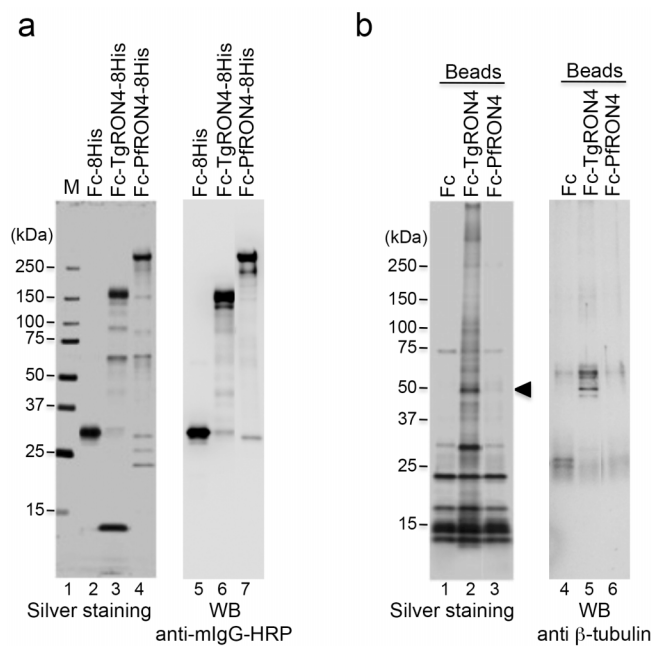 a
M
Fc-8His
Fc-TgRON4-8His
Fc-PfRON4-8His
Fc-8His
Fc-TgRON4-8His
Fc-PfRON4-8His
(kDa)
250
150
100
75
50
37
25
15
1 2 3 4
5 6 7
Silver staining
WB
anti-mIgG-HRP
b
Beads
Fc
Fc-TgRON4
Fc-PfRON4
Beads
Fc
Fc-TgRON4
Fc-PfRON4
(kDa)
250
150
100
75
50
37
25
15
1 2 3
4 5 6
Silver staining
WB
anti β-tubulin